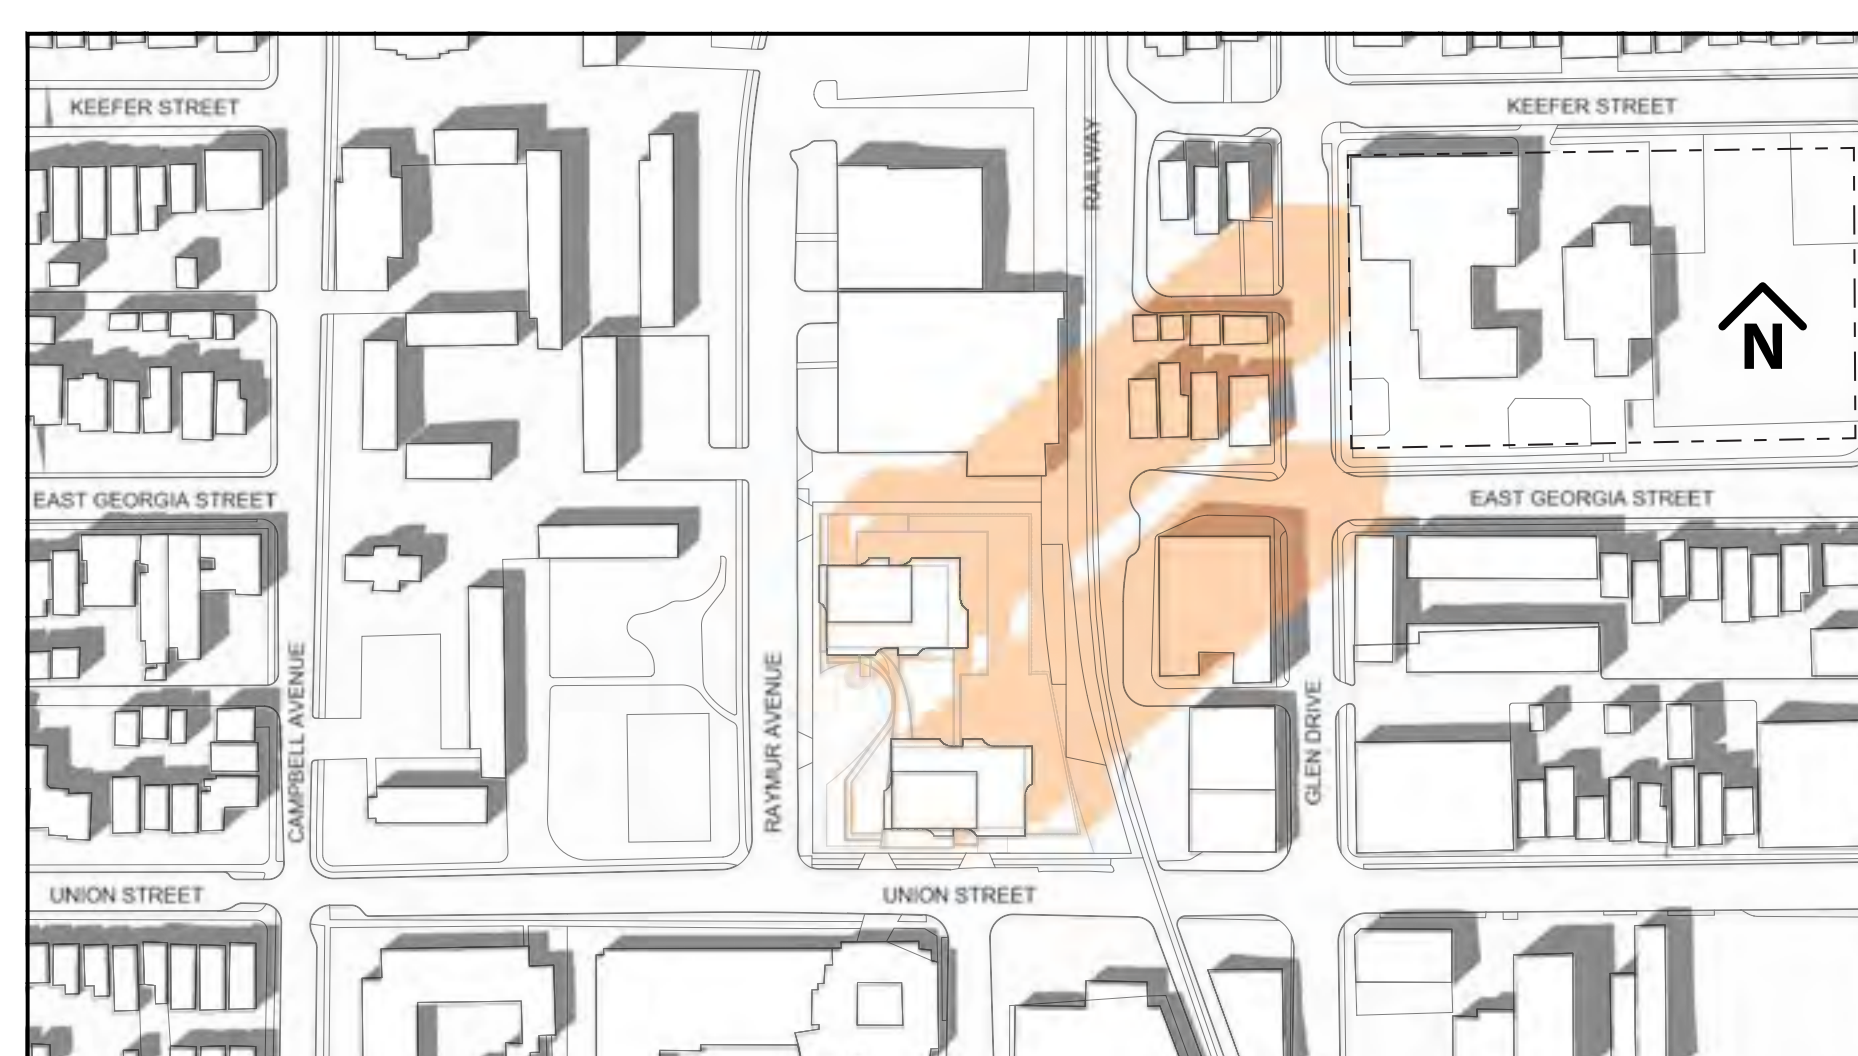 KEEFER STREET
KEEFER STREET
RAILWAY
N
EAST GEORGIA STREET
EAST GEORGIA STREET
CAMPBELL AVENUE
RAYMUR AVENUE
GLEN DRIVE
UNION STREET
UNION STREET